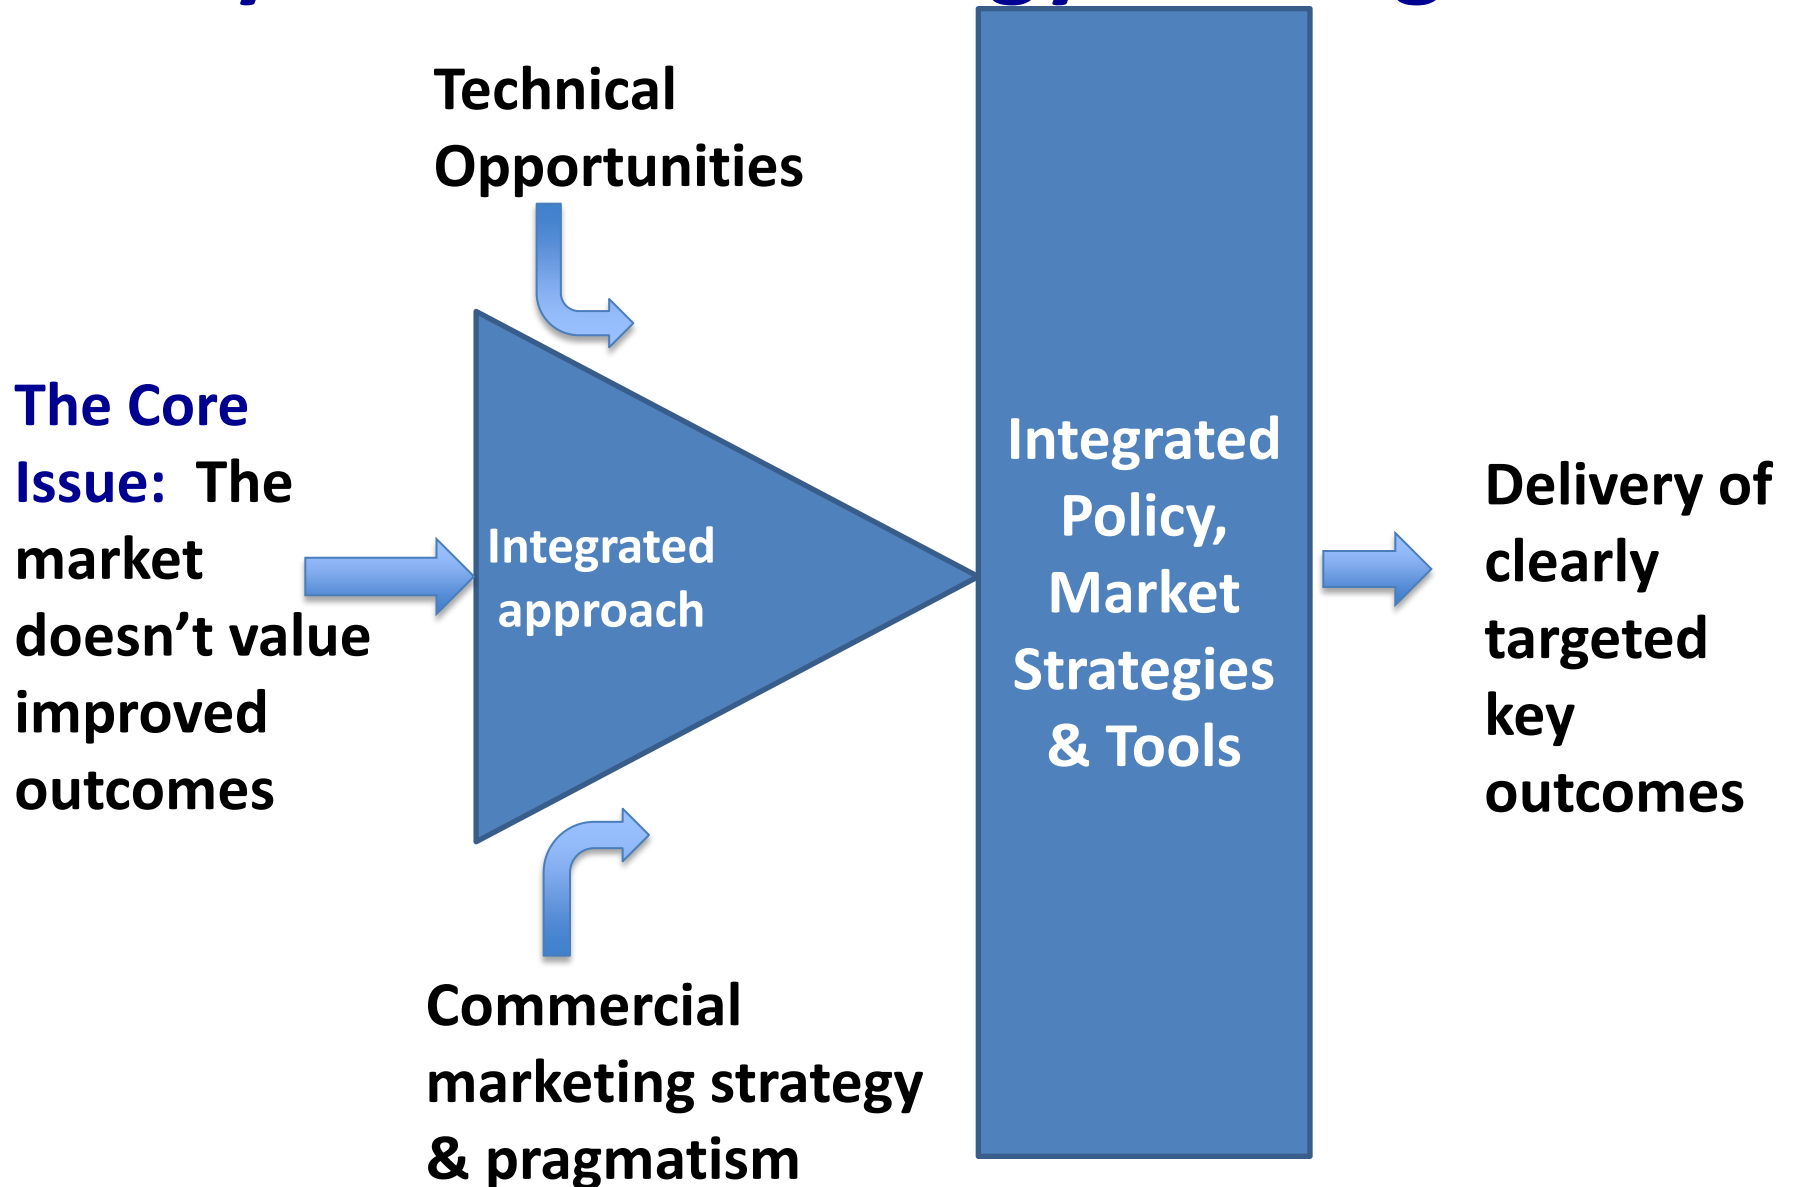 Technical
Opportunities
The Core
Issue:  The
market
doesn’t value
improved
outcomes
Integrated
approach
Integrated
Policy,
Market
Strategies
& Tools
Delivery of
clearly
targeted
key
outcomes
Commercial
marketing strategy
& pragmatism